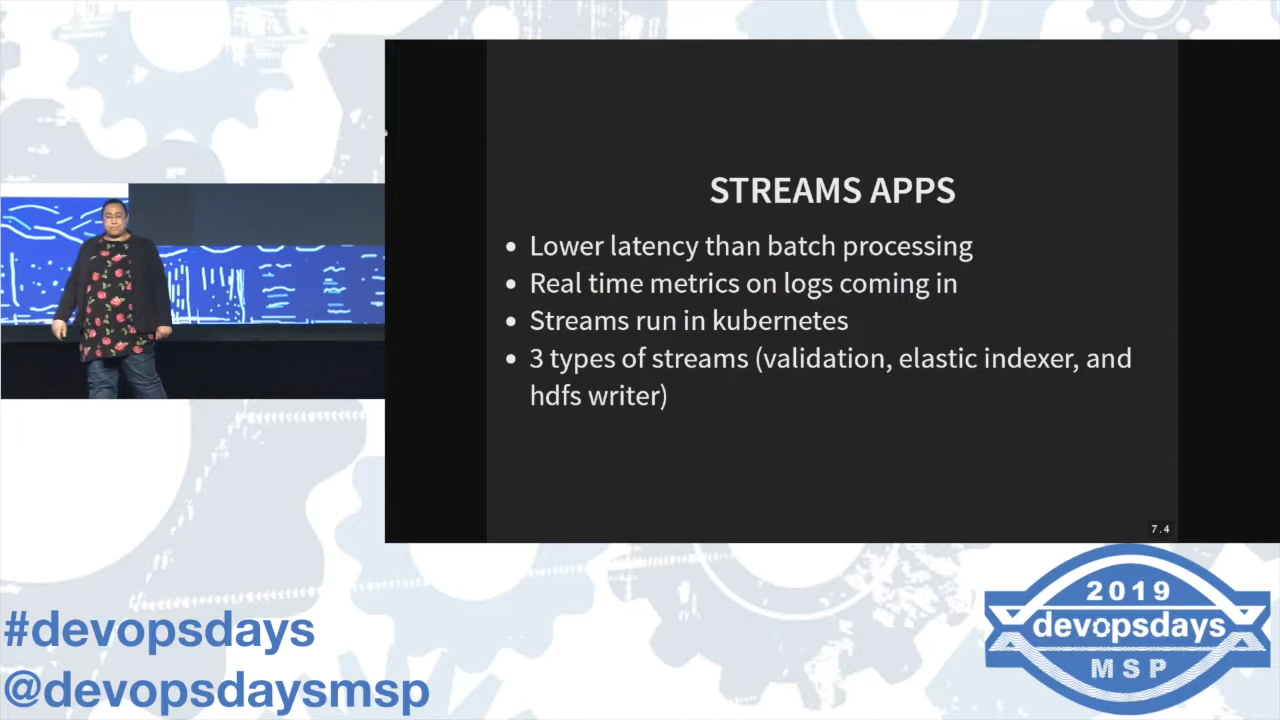 STREAMS APPS
Lower latency than batch processing
Real time metrics on logs coming in
Streams run in kubernetes
3 types of streams (validation, elastic indexer, and
hdfs writer)
7.4
#devopsdays
@devopsdaysmsp
2019
devopsdays
MSP